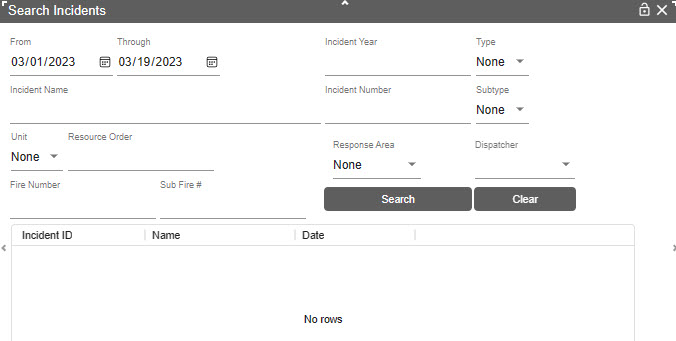 Search Incidents
From Through Incident Year Type
03/01/2023 03/19/2023 None
Incident Name Incident Number Subtype
None
Unit Resource Order Response Area Dispatcher
None None
Fire Number Sub Fire #
Search Clear
Incident ID Name Date
No rows